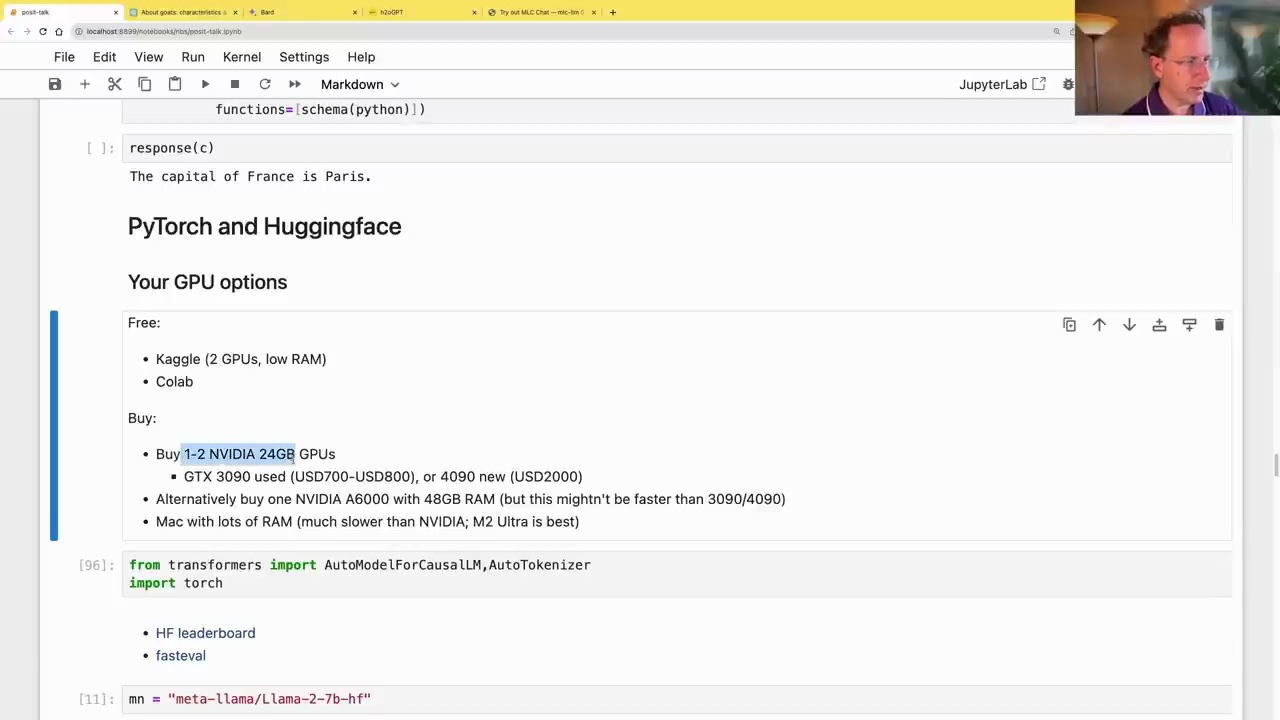 posit-talk
About goats: characteristics
Bard
h2oGPT
Try out MLC Chat — mlc-llm
localhost:8899/notebooks/nbs/posit-talk.ipynb
File Edit View Run Kernel Settings Help
Markdown
JupyterLab
functions=[schema(python)])
[ ]: response(c)
The capital of France is Paris.
PyTorch and Huggingface
Your GPU options
Free:
• Kaggle (2 GPUs, low RAM)
• Colab
Buy:
• Buy 1-2 NVIDIA 24GB GPUs
▪ GTX 3090 used (USD700-USD800), or 4090 new (USD2000)
• Alternatively buy one NVIDIA A6000 with 48GB RAM (but this mightn't be faster than 3090/4090)
• Mac with lots of RAM (much slower than NVIDIA; M2 Ultra is best)
[96]: from transformers import AutoModelForCausalLM,AutoTokenizer
import torch
• HF leaderboard
• fasteval
[11]: mn = "meta-llama/Llama-2-7b-hf"